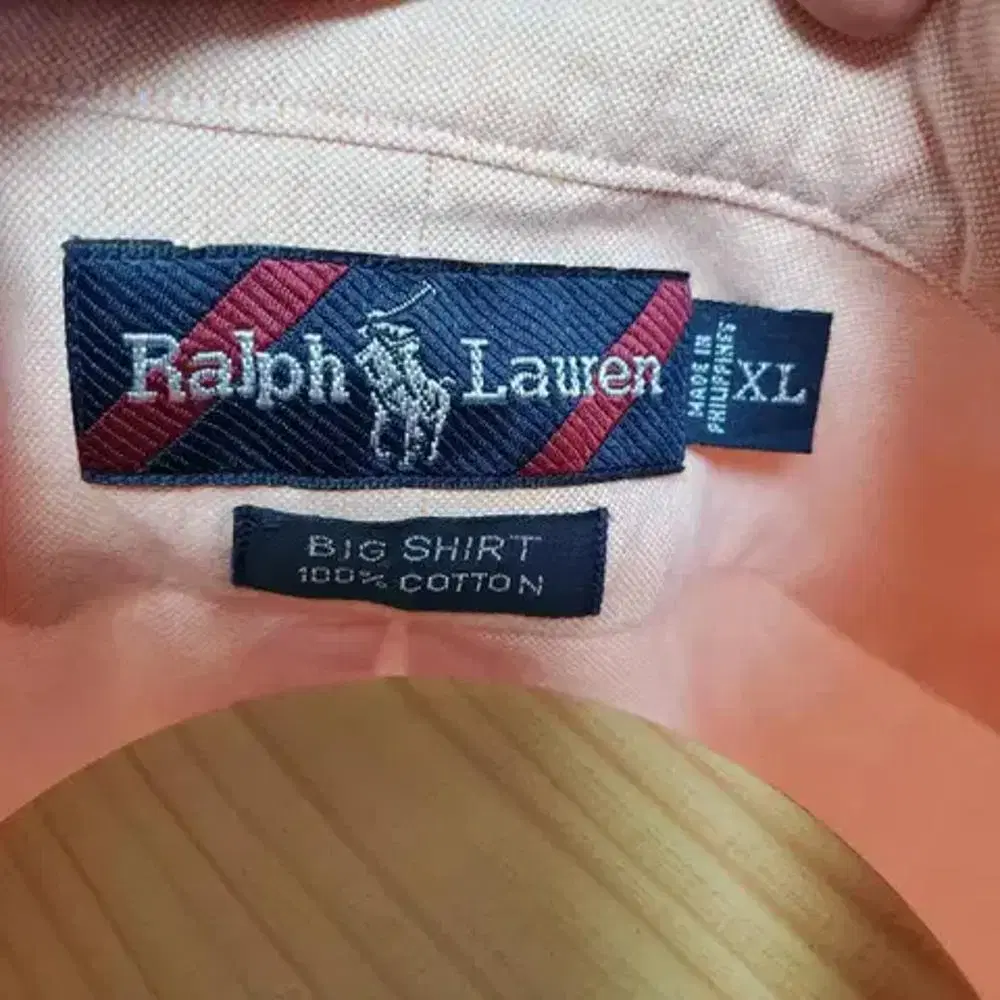 Ralph Lauren
MADE IN
PHILIPPINES
XL
BIG SHIRT
100% COTTON